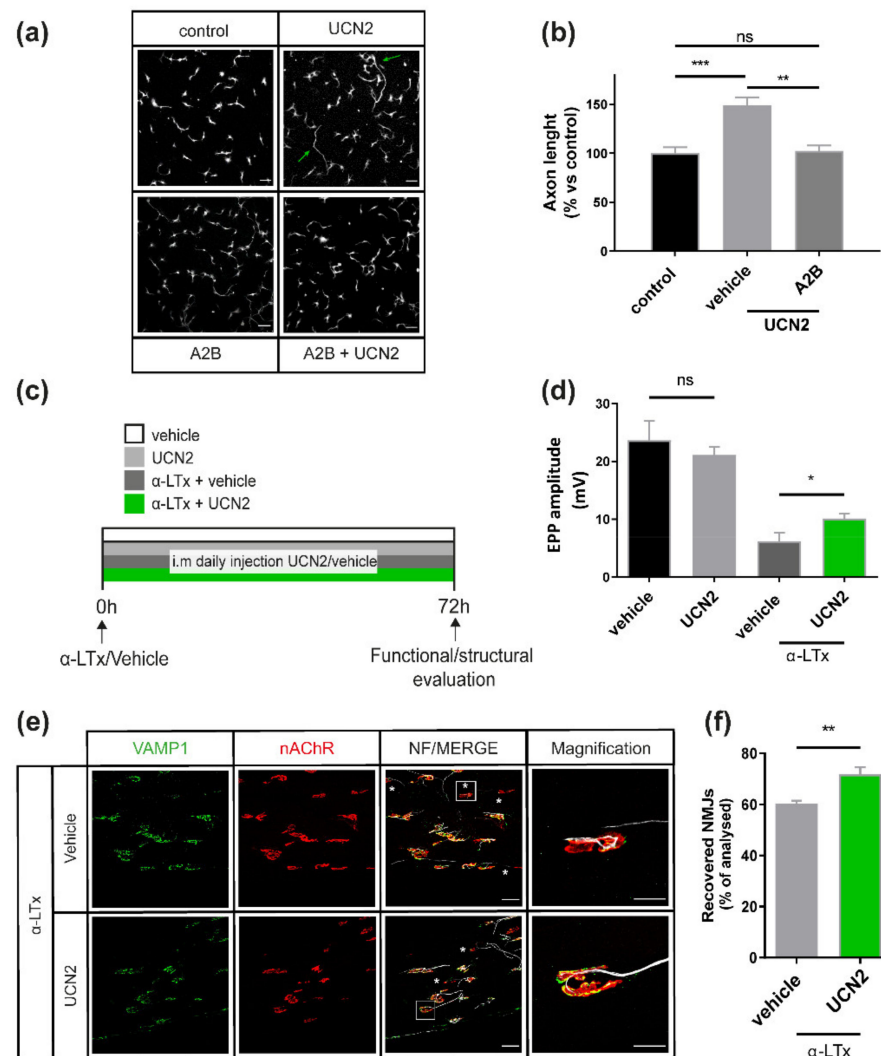 (a)
control
UCN2
A2B
A2B + UCN2
(b)
ns
***
**
Axon lenght
(% vs control)
150
100
50
0
control
vehicle
A2B
UCN2
(c)
vehicle
UCN2
α-LTx + vehicle
α-LTx + UCN2
i.m daily injection UCN2/vehicle
0h
72h
α-LTx/Vehicle
Functional/structural
evaluation
(d)
ns
*
EPP amplitude
(mV)
30
20
10
0
vehicle
UCN2
vehicle
UCN2
α-LTx
(e)
VAMP1
nAChR
NF/MERGE
Magnification
α-LTx
Vehicle
* * * *
UCN2
* *
(f)
**
Recovered NMJs
(% of analysed)
80
60
40
20
0
vehicle
UCN2
α-LTx